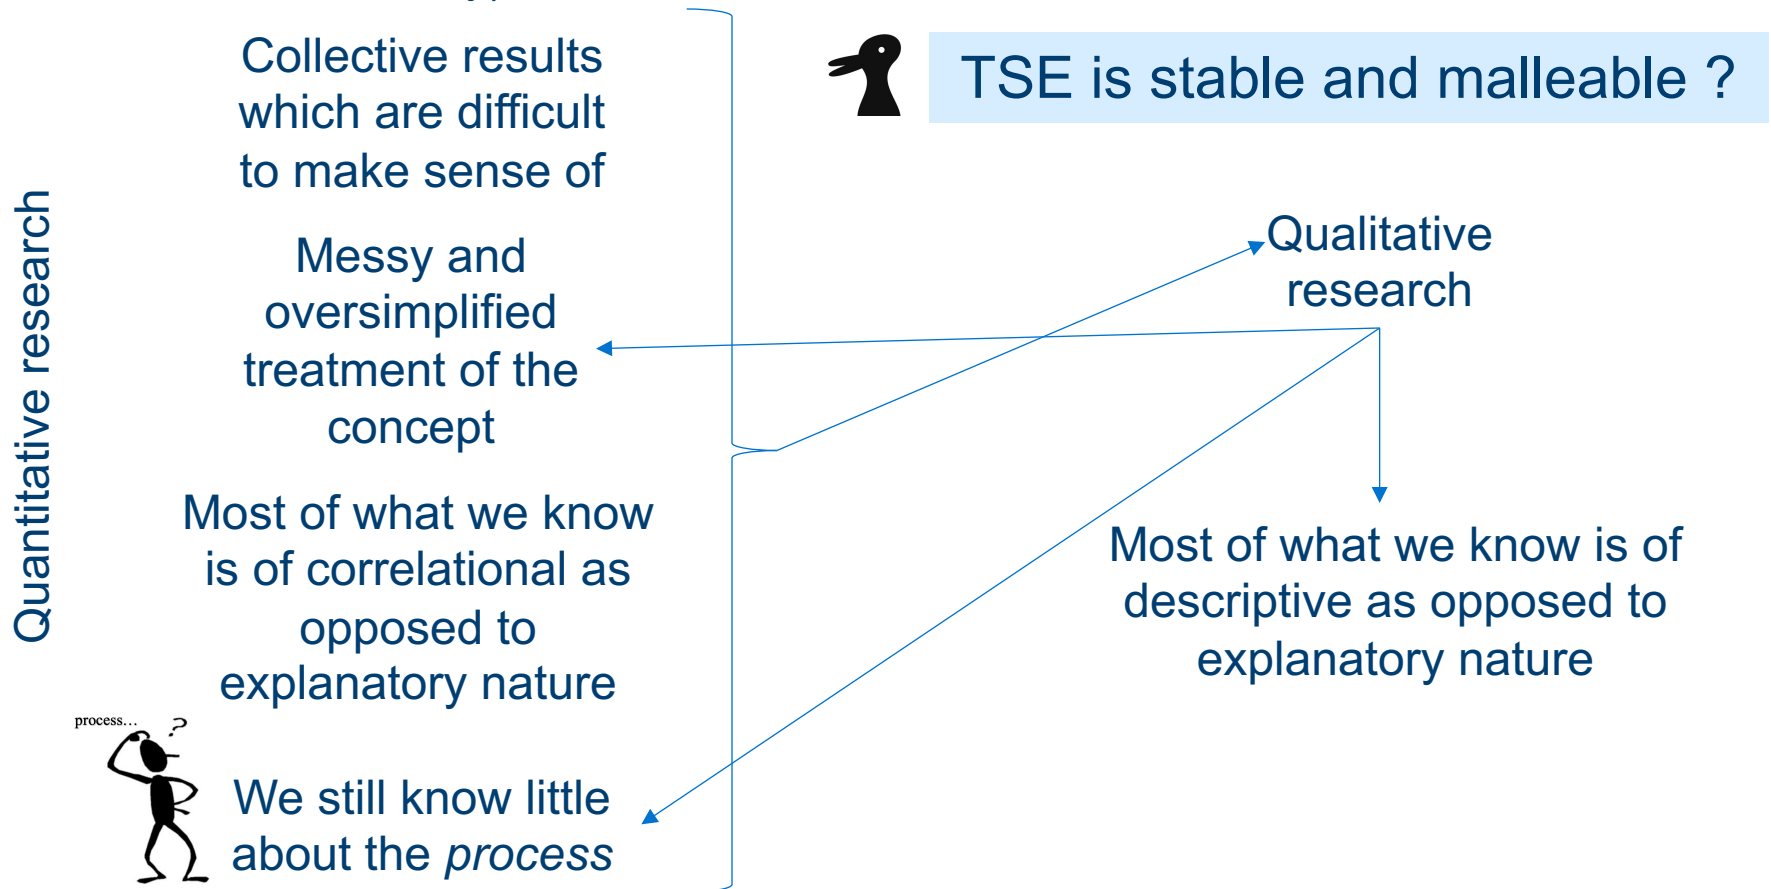 Collective results
which are difficult
to make sense of
TSE is stable and malleable ?
Quantitative research
Messy and
oversimplified
treatment of the
concept
Qualitative
research
Most of what we know
is of correlational as
opposed to
explanatory nature
Most of what we know is of
descriptive as opposed to
explanatory nature
process... ?
We still know little
about the process